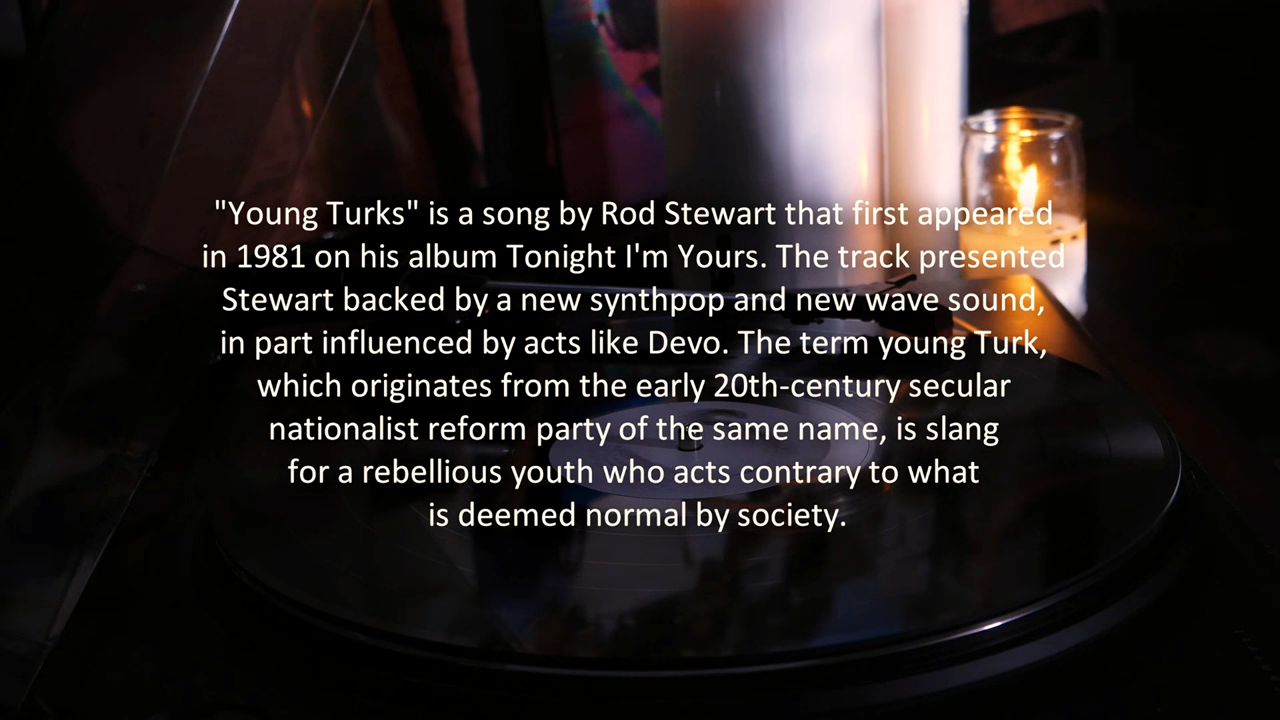 "Young Turks" is a song by Rod Stewart that first appeared
in 1981 on his album Tonight I'm Yours. The track presented
Stewart backed by a new synthpop and new wave sound,
in part influenced by acts like Devo. The term young Turk,
which originates from the early 20th-century secular
nationalist reform party of the same name, is slang
for a rebellious youth who acts contrary to what
is deemed normal by society.